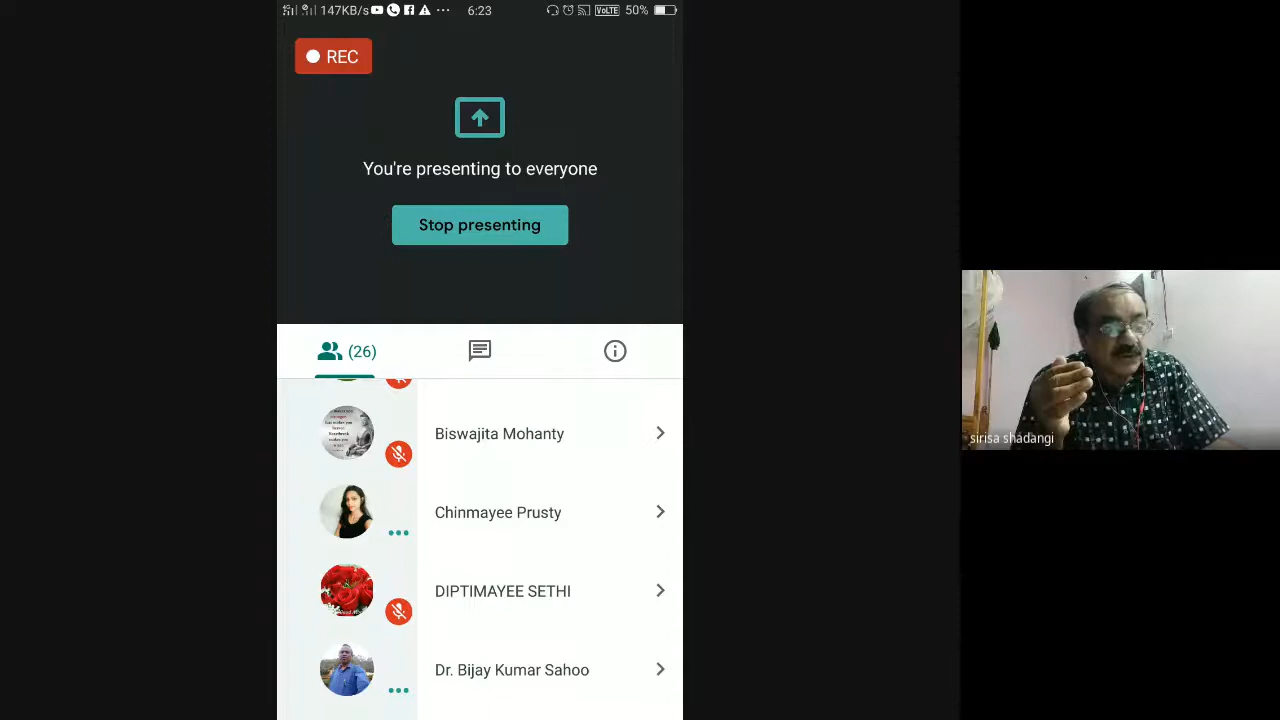 147KB/s
6:23
VoLTE 50%
REC
You're presenting to everyone
Stop presenting
(26)
Biswajita Mohanty
Chinmayee Prusty
DIPTIMAYEE SETHI
Dr. Bijay Kumar Sahoo
sirisa shadangi